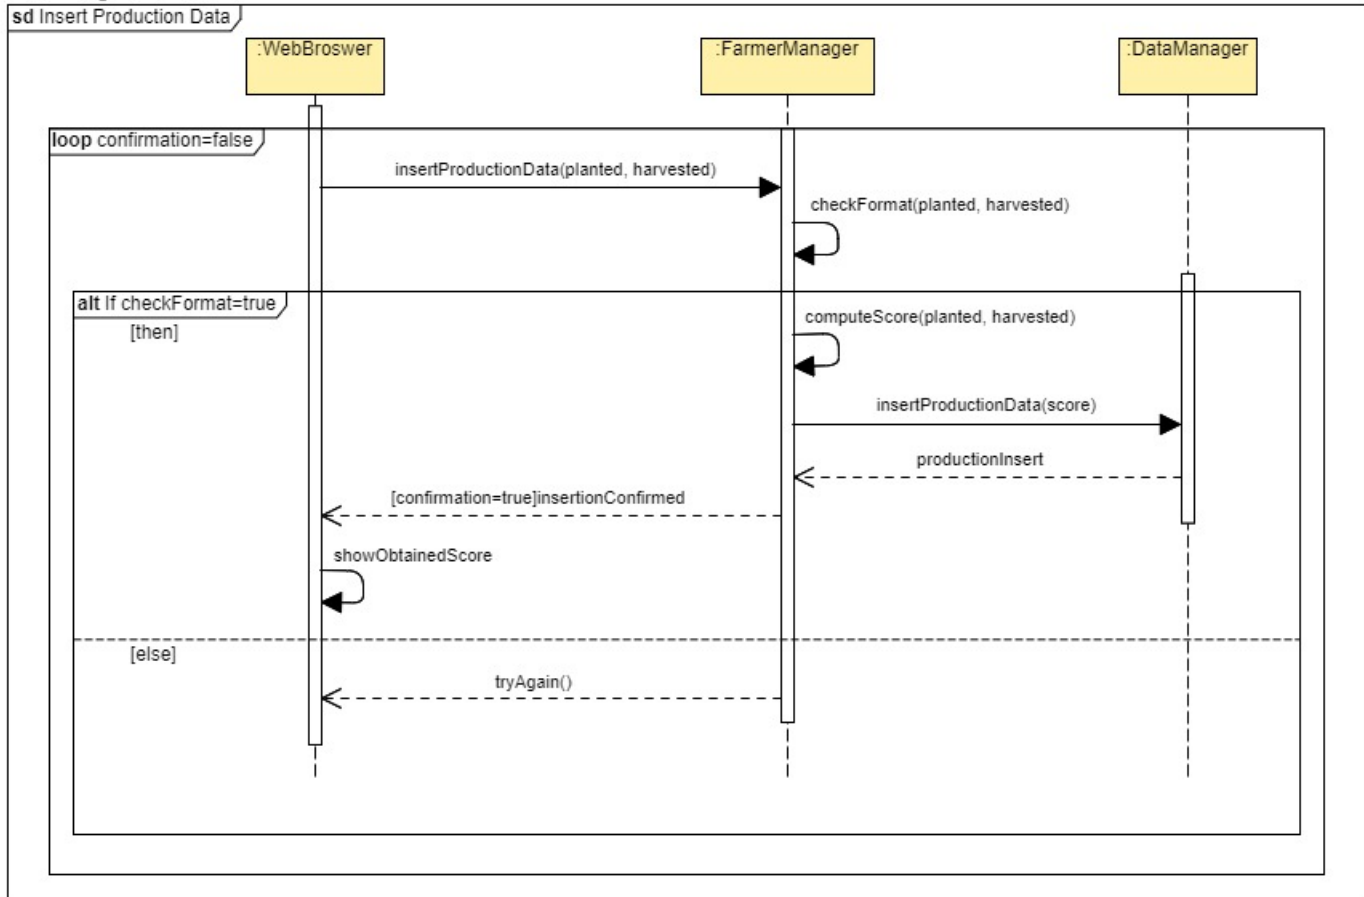 sd Insert Production Data
:WebBroswer
:FarmerManager
:DataManager
loop confirmation=false
insertProductionData(planted, harvested)
checkFormat(planted, harvested)
alt If checkFormat=true
[then]
computeScore(planted, harvested)
insertProductionData(score)
productionInsert
[confirmation=true]insertionConfirmed
showObtainedScore
[else]
tryAgain()